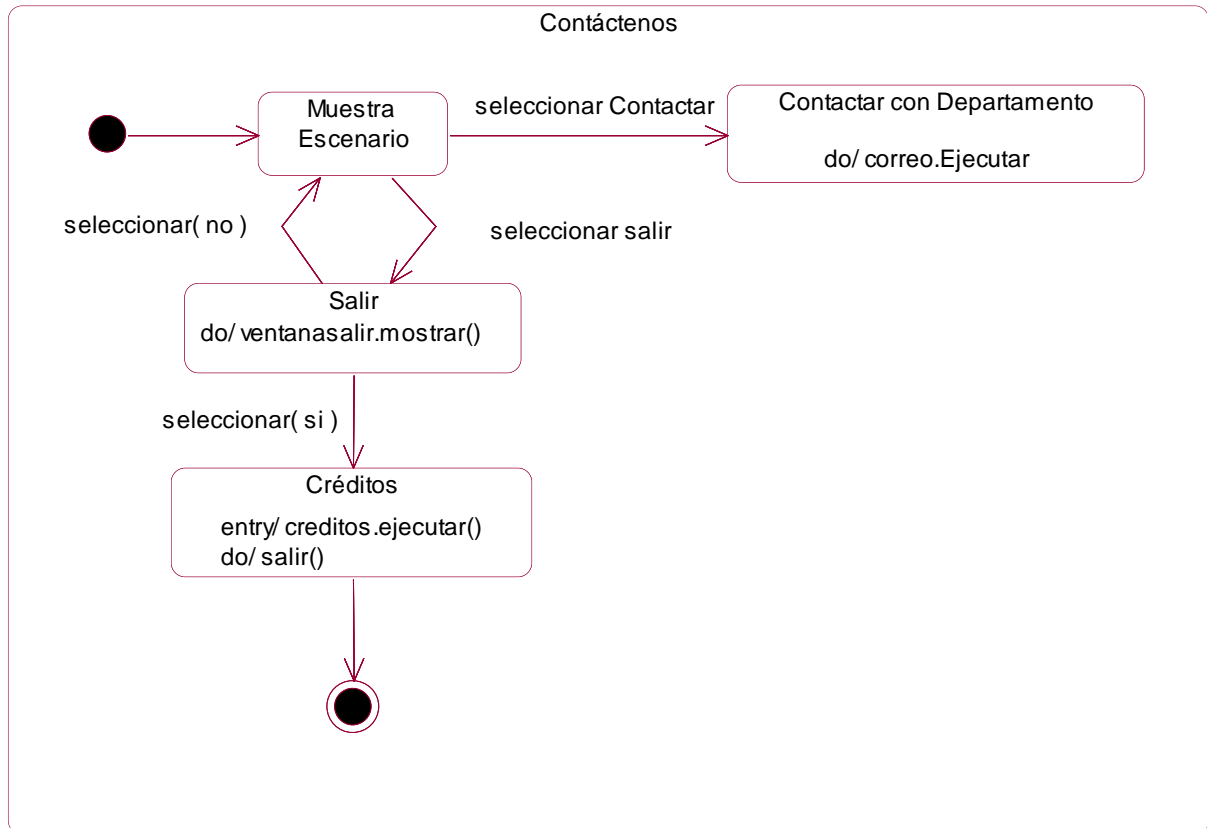 Contáctenos
Muestra
Escenario
seleccionar Contactar
Contactar con Departamento
do/ correo.Ejecutar
seleccionar( no )
seleccionar salir
Salir
do/ ventanasalir.mostrar()
seleccionar( si )
Créditos
entry/ creditos.ejecutar()
do/ salir()